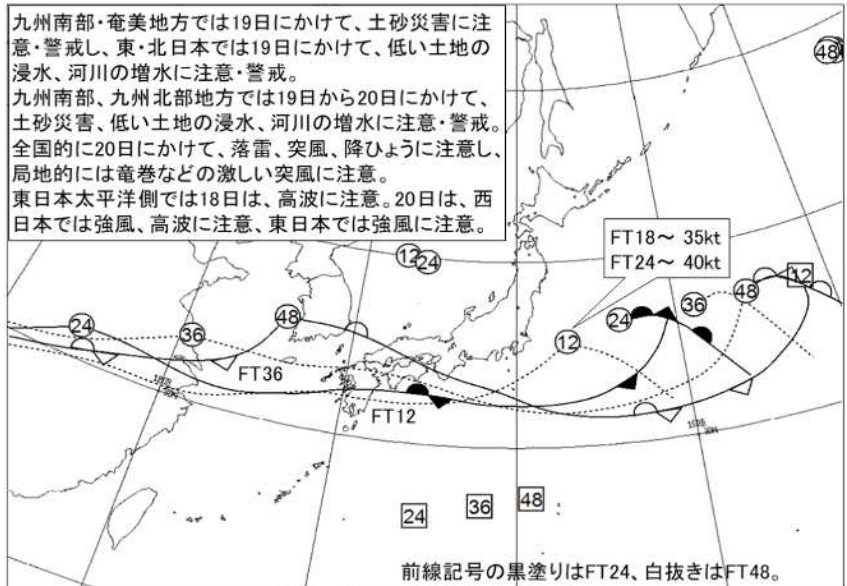 九州南部・奄美地方では19日にかけて、土砂災害に注
意・警戒し、東・北日本では19日にかけて、低い土地の
浸水、河川の増水に注意・警戒。
九州南部、九州北部地方では19日から20日にかけて、
土砂災害、低い土地の浸水、河川の増水に注意・警戒。
全国的に20日にかけて、落雷、突風、降ひょうに注意し、
局地的には竜巻などの激しい突風に注意。
東日本太平洋側では18日は、高波に注意。20日は、西
日本では強風、高波に注意、東日本では強風に注意。
48
FT18～ 35kt
FT24～ 40kt
12
24
12
24
36
48
24
36
48
12
FT36
FT12
24
36
48
前線記号の黒塗りはFT24、白抜きはFT48。